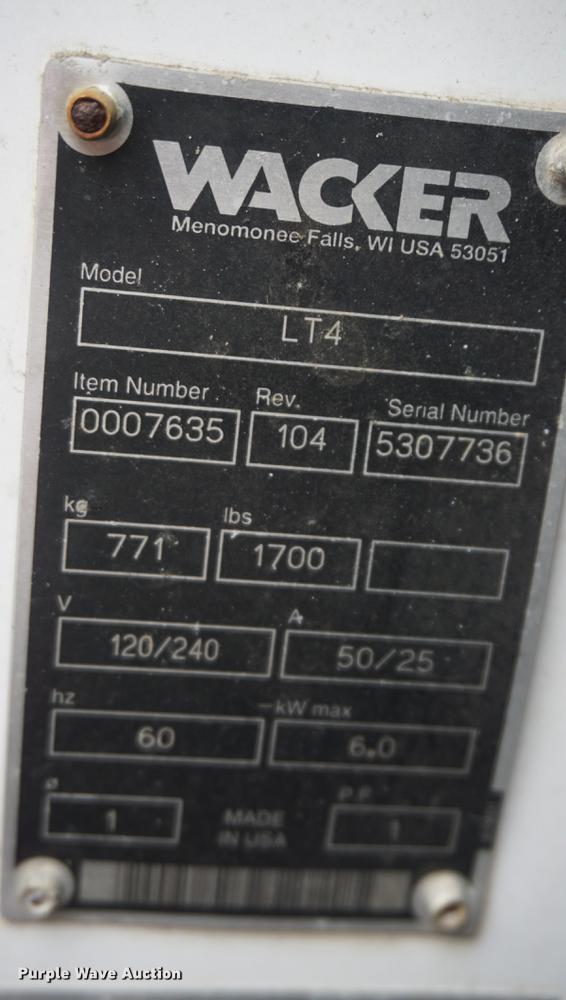 WACKER
Menomonee Falls, WI USA 53051
Model
LT4
Item Number Rev. Serial Number
0007635 104 5307736
kg lbs
771 1700
V A
120/240 50/25
hz kW max
60 6.0
ø P.F.
1 MADE 1
IN USA
Purple Wave Auction